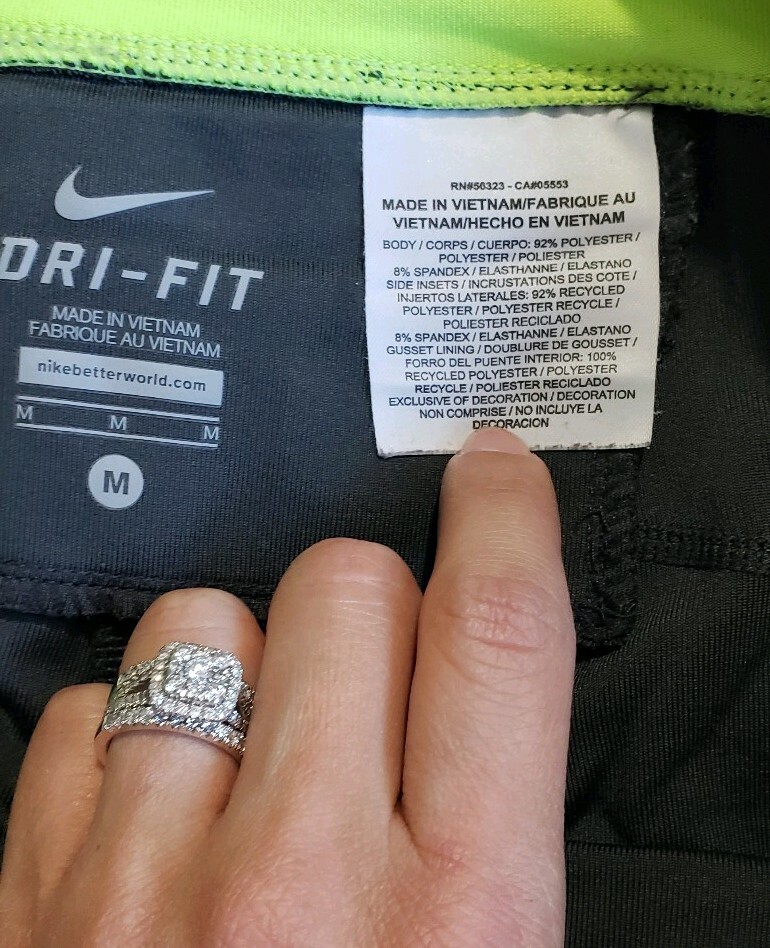 DRI-FIT
MADE IN VIETNAM
FABRIQUE AU VIETNAM
nikebetterworld.com
M M M
M
RN#56323 - CA#05553
MADE IN VIETNAM/FABRIQUE AU
VIETNAM/HECHO EN VIETNAM
BODY / CORPS / CUERPO: 92% POLYESTER /
POLYESTER / POLIESTER
8% SPANDEX / ELASTHANNE / ELASTANO
SIDE INSETS / INCRUSTATIONS DES COTE /
INJERTOS LATERALES: 92% RECYCLED
POLYESTER / POLYESTER RECYCLE /
POLIESTER RECICLADO
8% SPANDEX / ELASTHANNE / ELASTANO
GUSSET LINING / DOUBLURE DE GOUSSET /
FORRO DEL PUENTE INTERIOR: 100%
RECYCLED POLYESTER / POLYESTER
RECYCLE / POLIESTER RECICLADO
EXCLUSIVE OF DECORATION / DECORATION
NON COMPRISE / NO INCLUYE LA
DECORACION